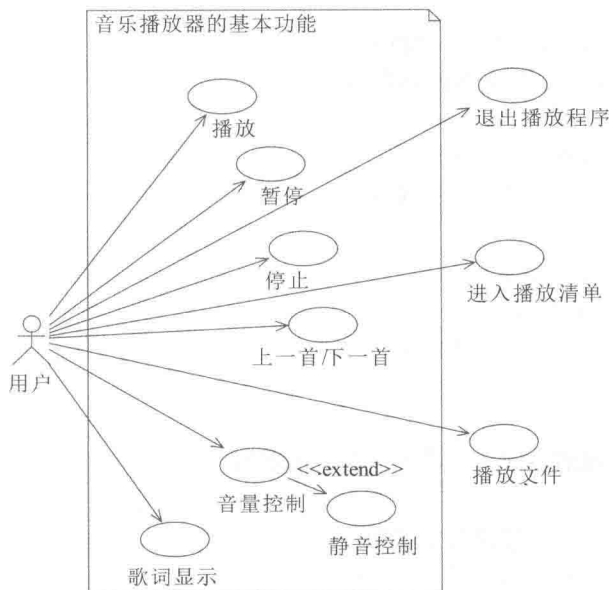 音乐播放器的基本功能
播放
退出播放程序
暂停
停止
进入播放清单
上一首/下一首
用户
<<extend>>
音量控制
播放文件
静音控制
歌词显示